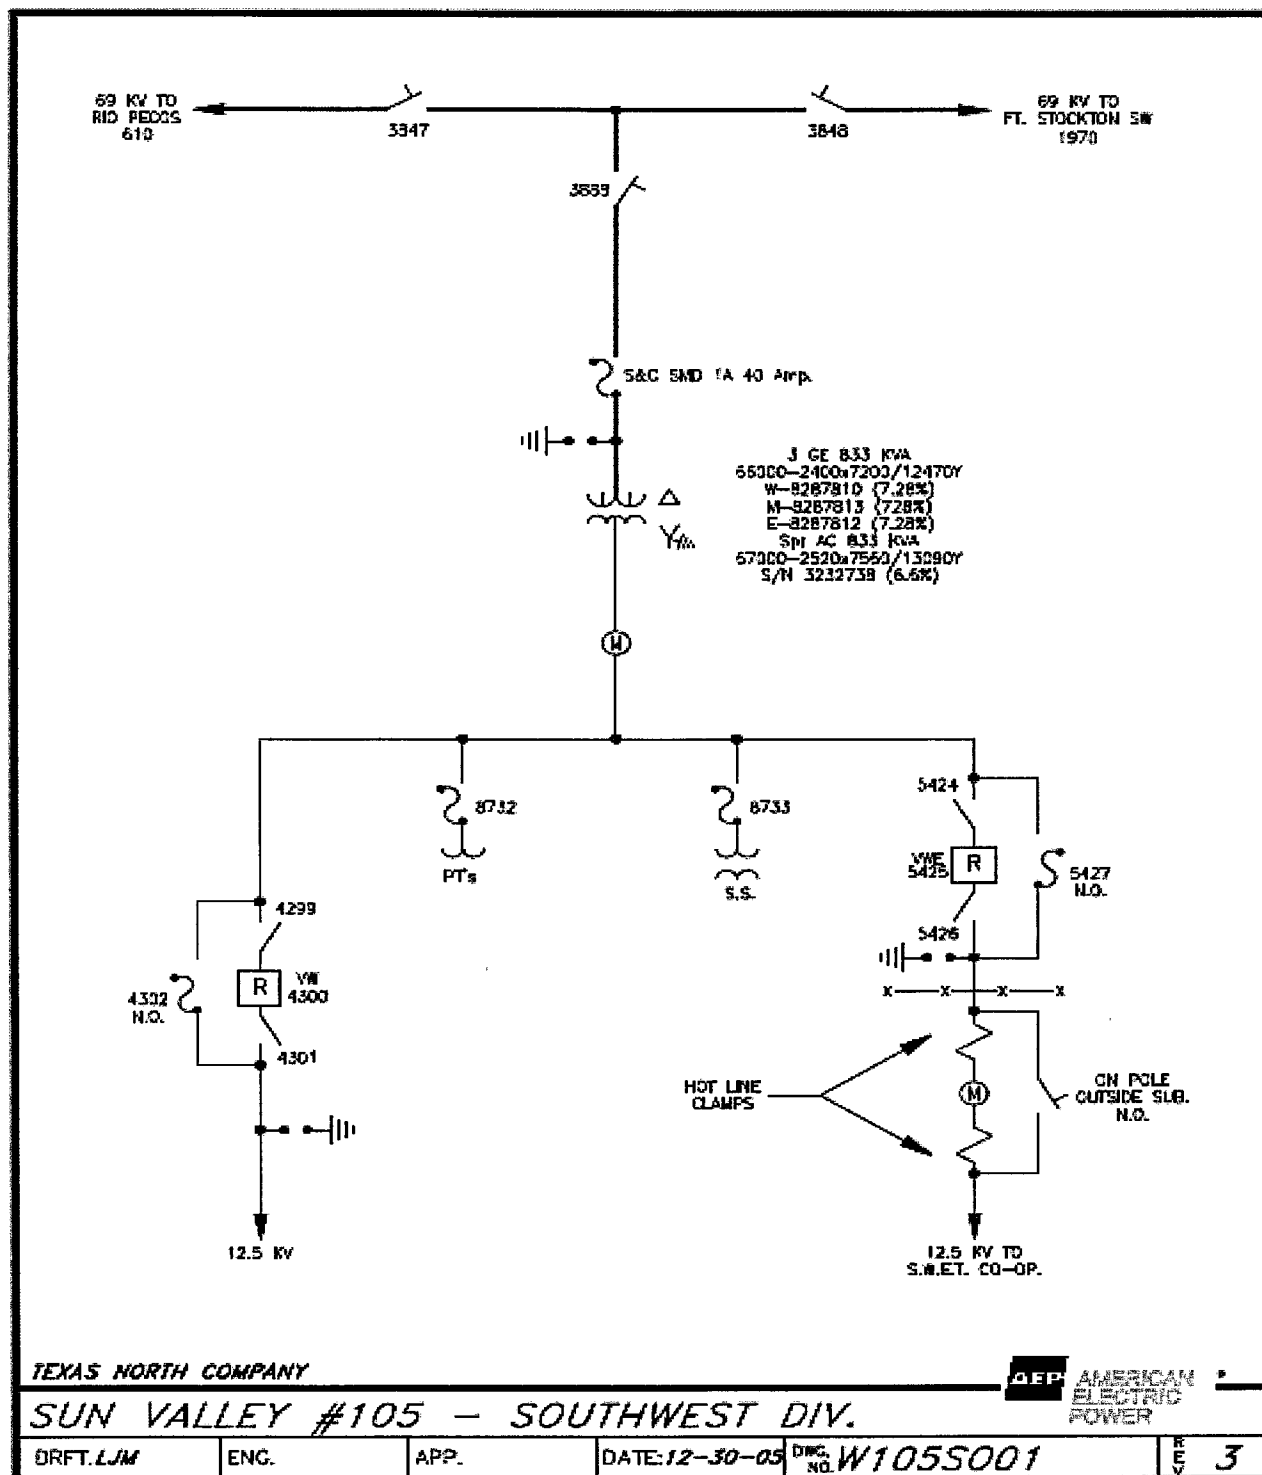 69 KV TO
RIO PECOS
610
3847
3848
69 KV TO
FT. STOCKTON SW
1970
3889
S&C SMD 1A 40 Amp.
3 GE 833 KVA
66000-2400x7200/12470Y
W-8287810 (7.28%)
M-8287813 (728%)
E-8287812 (7.28%)
Spr AC 833 KVA
67000-2520x7560/13090Y
S/N 3232738 (6.6%)
Δ
Y
M
8732
PT's
8733
S.S.
5424
VWE
5425
R
5427
N.O.
5426
4299
4302
N.O.
R
VW
4300
4301
x x x x
HOT LINE
CLAMPS
M
ON POLE
OUTSIDE SUB.
N.O.
12.5 KV
12.5 KV TO
S.W.E.T. CO-OP.
TEXAS NORTH COMPANY
AEP AMERICAN
ELECTRIC
POWER
SUN VALLEY #105 - SOUTHWEST DIV.
DRFT. LJM
ENG.
APP.
DATE: 12-30-05
DWG. NO. W105S001
REV 3